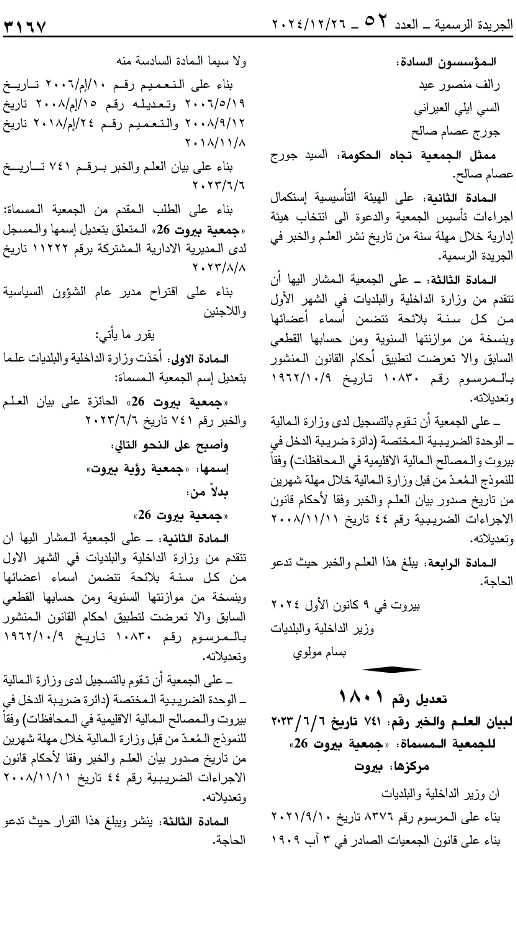 الجريدة الرسمية – العدد ٥٢ – ٢٠٢٤/١٢/٢٦
٣١٦٧
المؤسسون السادة:
رالف منصور عيد
السي ايلي العيراني
جورج عصام صالح
ممثل الجمعية تجاه الحكومة: السيد جورج
عصام صالح.
المادة الثانية: على الهيئة التأسيسية إستكمال
اجراءات تأسيس الجمعية والدعوة الى انتخاب هيئة
إدارية خلال مهلة سنة من تاريخ نشر العلم والخبر في
الجريدة الرسمية.
المادة الثالثة: – على الجمعية المشار اليها أن
تتقدم من وزارة الداخلية والبلديات في الشهر الأول
من كل سنة بلائحة تتضمن أسماء أعضائها
وبنسخة من موازنتها السنوية ومن حسابها القطعي
السابق والا تعرضت لتطبيق أحكام القانون المنشور
بالمرسوم رقم ١٠٨٣٠ تاريخ ١٩٦٢/١٠/٩
وتعديلاته.
– على الجمعية أن تقوم بالتسجيل لدى وزارة المالية
– الوحدة الضريبية المختصة (دائرة ضريبة الدخل في
بيروت والمصالح المالية الاقليمية في المحافظات) وفقاً
للنموذج المُعدّ من قبل وزارة المالية خلال مهلة شهرين
من تاريخ صدور بيان العلم والخبر وفقا لأحكام قانون
الاجراءات الضريبية رقم ٤٤ تاريخ ٢٠٠٨/١١/١١
وتعديلاته.
المادة الرابعة: يبلغ هذا العلم والخبر حيث تدعو
الحاجة.
بيروت في ٩ كانون الأول ٢٠٢٤
وزير الداخلية والبلديات
بسام مولوي
تعديل رقم ١٨٠١
لبيان العلم والخبر رقم: ٧٤١ تاريخ ٢٠٢٣/٦/٦
للجمعية المسماة: «جمعية بيروت 26»
مركزها: بيروت
ان وزير الداخلية والبلديات
بناء على المرسوم رقم ٨٣٧٦ تاريخ ٢٠٢١/٩/١٠
بناء على قانون الجمعيات الصادر في ٣ آب ١٩٠٩
ولا سيما المادة السادسة منه
بناء على التعميم رقم ١٠/إم/٢٠٠٦ تاريخ
٢٠٠٦/٥/١٩ وتعديله رقم ١٥/إم/٢٠٠٨ تاريخ
٢٠٠٨/٩/١٢ والتعميم رقم ٢٤/إم/٢٠١٨ تاريخ
٢٠١٨/١١/٨
بناء على بيان العلم والخبر برقم ٧٤١ تاريخ
٢٠٢٣/٦/٦
بناء على الطلب المقدم من الجمعية المسماة:
«جمعية بيروت 26» المتعلق بتعديل إسمها والمسجل
لدى المديرية الادارية المشتركة برقم ١١٢٢٢ تاريخ
٢٠٢٣/٨/٨
بناء على اقتراح مدير عام الشؤون السياسية
واللاجئين
يقرر ما يأتي:
المادة الاولى: أخذت وزارة الداخلية والبلديات علما
بتعديل إسم الجمعية المسماة:
«جمعية بيروت 26» الحائزة على بيان العلم
والخبر رقم ٧٤١ تاريخ ٢٠٢٣/٦/٦
وأصبح على النحو التالي:
إسمها: «جمعية رؤية بيروت»
بدلاً من:
«جمعية بيروت 26»
المادة الثانية: – على الجمعية المشار اليها ان
تتقدم من وزارة الداخلية والبلديات في الشهر الاول
من كل سنة بلائحة تتضمن اسماء اعضائها
وبنسخة من موازنتها السنوية ومن حسابها القطعي
السابق والا تعرضت لتطبيق احكام القانون المنشور
بالمرسوم رقم ١٠٨٣٠ تاريخ ١٩٦٢/١٠/٩
وتعديلاته.
– على الجمعية أن تقوم بالتسجيل لدى وزارة المالية
– الوحدة الضريبية المختصة (دائرة ضريبة الدخل في
بيروت والمصالح المالية الاقليمية في المحافظات) وفقاً
للنموذج المُعدّ من قبل وزارة المالية خلال مهلة شهرين
من تاريخ صدور بيان العلم والخبر وفقا لأحكام قانون
الاجراءات الضريبية رقم ٤٤ تاريخ ٢٠٠٨/١١/١١
وتعديلاته.
المادة الثالثة: ينشر ويبلغ هذا القرار حيث تدعو
الحاجة.